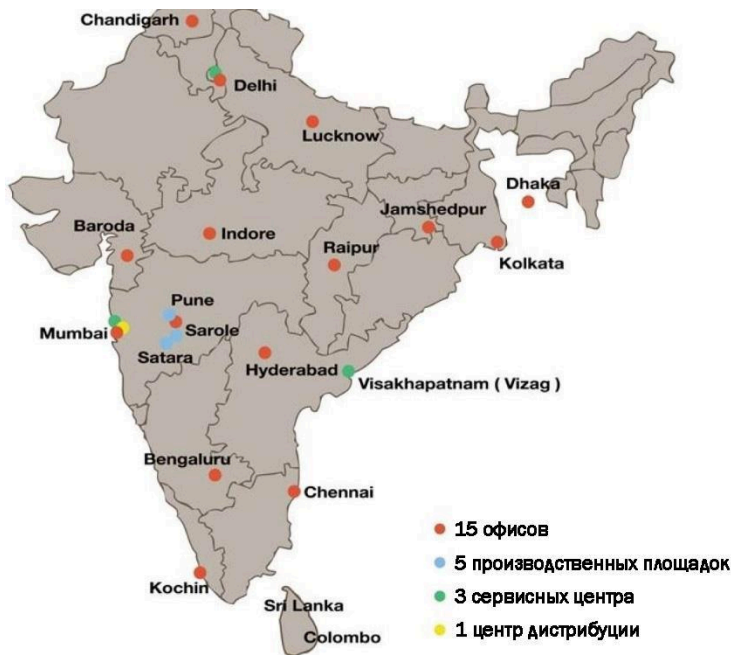 Chandigarh
Delhi
Lucknow
Dhaka
Jamshedpur
Baroda
Indore
Raipur
Kolkata
Pune
Mumbai
Sarole
Satara
Hyderabad
Visakhapatnam ( Vizag )
Bengaluru
Chennai
15 офисов
5 производственных площадок
Kochin
3 сервисных центра
Sri Lanka
1 центр дистрибуции
Colombo